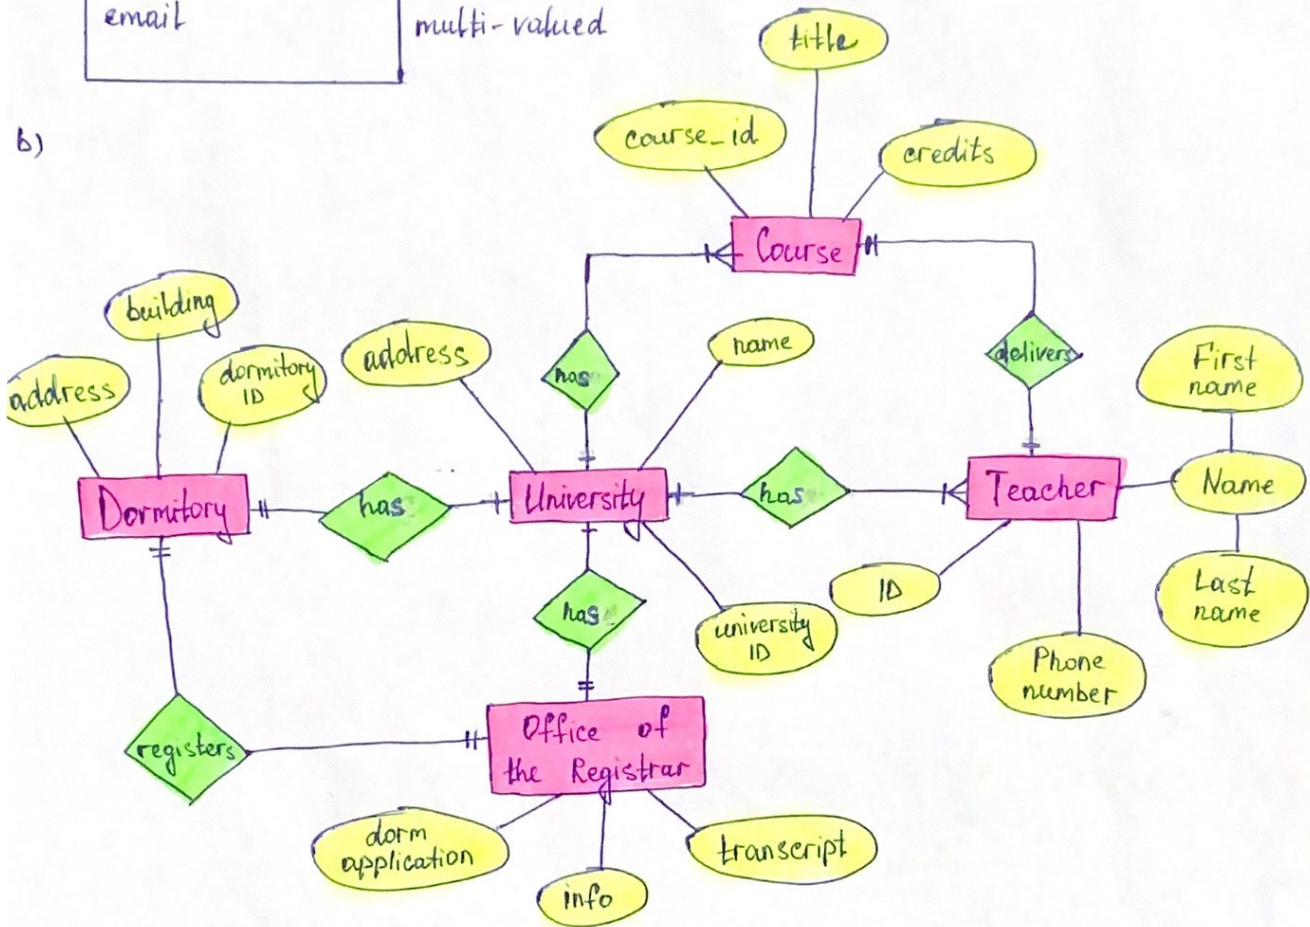 email
multi-valued
b)
title
course_id
credits
Course
building
address
dormitory
ID
address
name
has
delivers
First
name
Dormitory
has
University
has
Teacher
Name
has
university
ID
ID
Last
name
Phone
number
registers
Office of
the Registrar
dorm
application
info
transcript